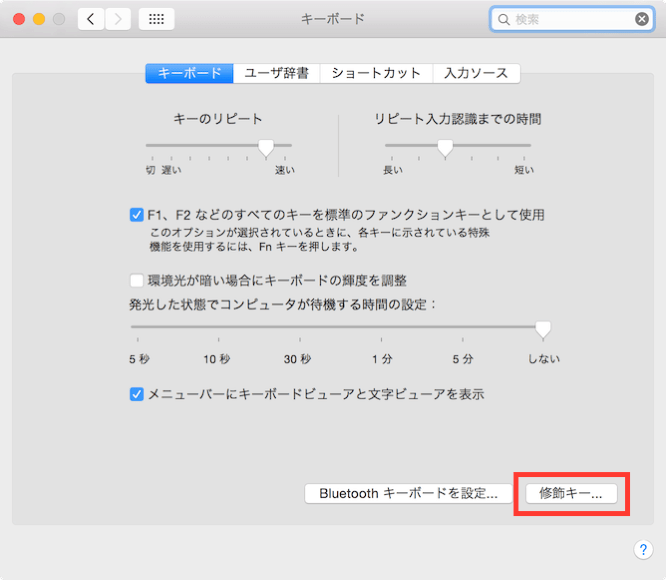 キーボード
検索
キーボード ユーザ辞書 ショートカット 入力ソース
キーのリピート リピート入力認識までの時間
切 遅い 速い 長い 短い
F1、F2 などのすべてのキーを標準のファンクションキーとして使用
このオプションが選択されているときに、各キーに示されている特殊
機能を使用するには、Fn キーを押します。
環境光が暗い場合にキーボードの輝度を調整
発光した状態でコンピュータが待機する時間の設定：
5 秒 10 秒 30 秒 1 分 5 分 しない
メニューバーにキーボードビューアと文字ビューアを表示
Bluetooth キーボードを設定... 修飾キー...
?